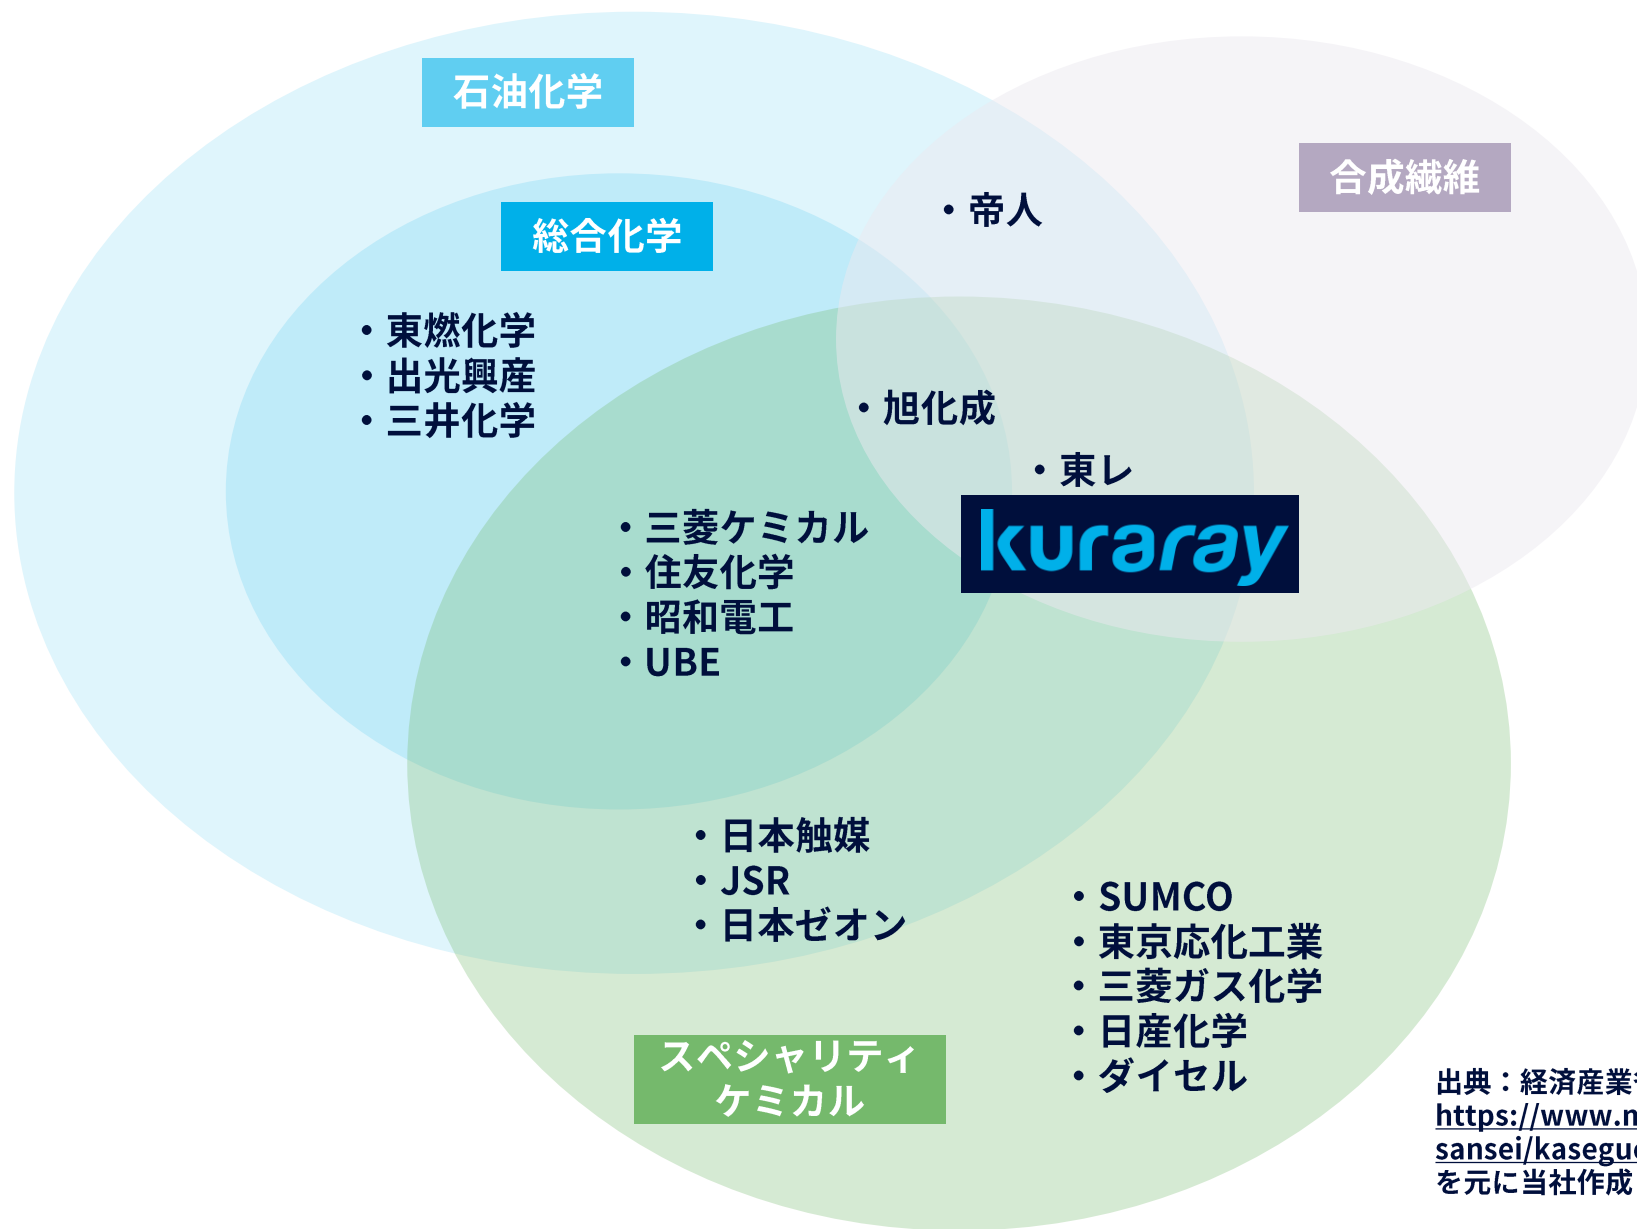 石油化学
合成繊維
・帝人
総合化学
・東燃化学
・出光興産
・三井化学
・旭化成
・東レ
kuraray
・三菱ケミカル
・住友化学
・昭和電工
・UBE
・日本触媒
・JSR
・日本ゼオン
・SUMCO
・東京応化工業
・三菱ガス化学
・日産化学
・ダイセル
スペシャリティ
ケミカル
出典：経済産業
https://www.
sansei/kasegu
を元に当社作成